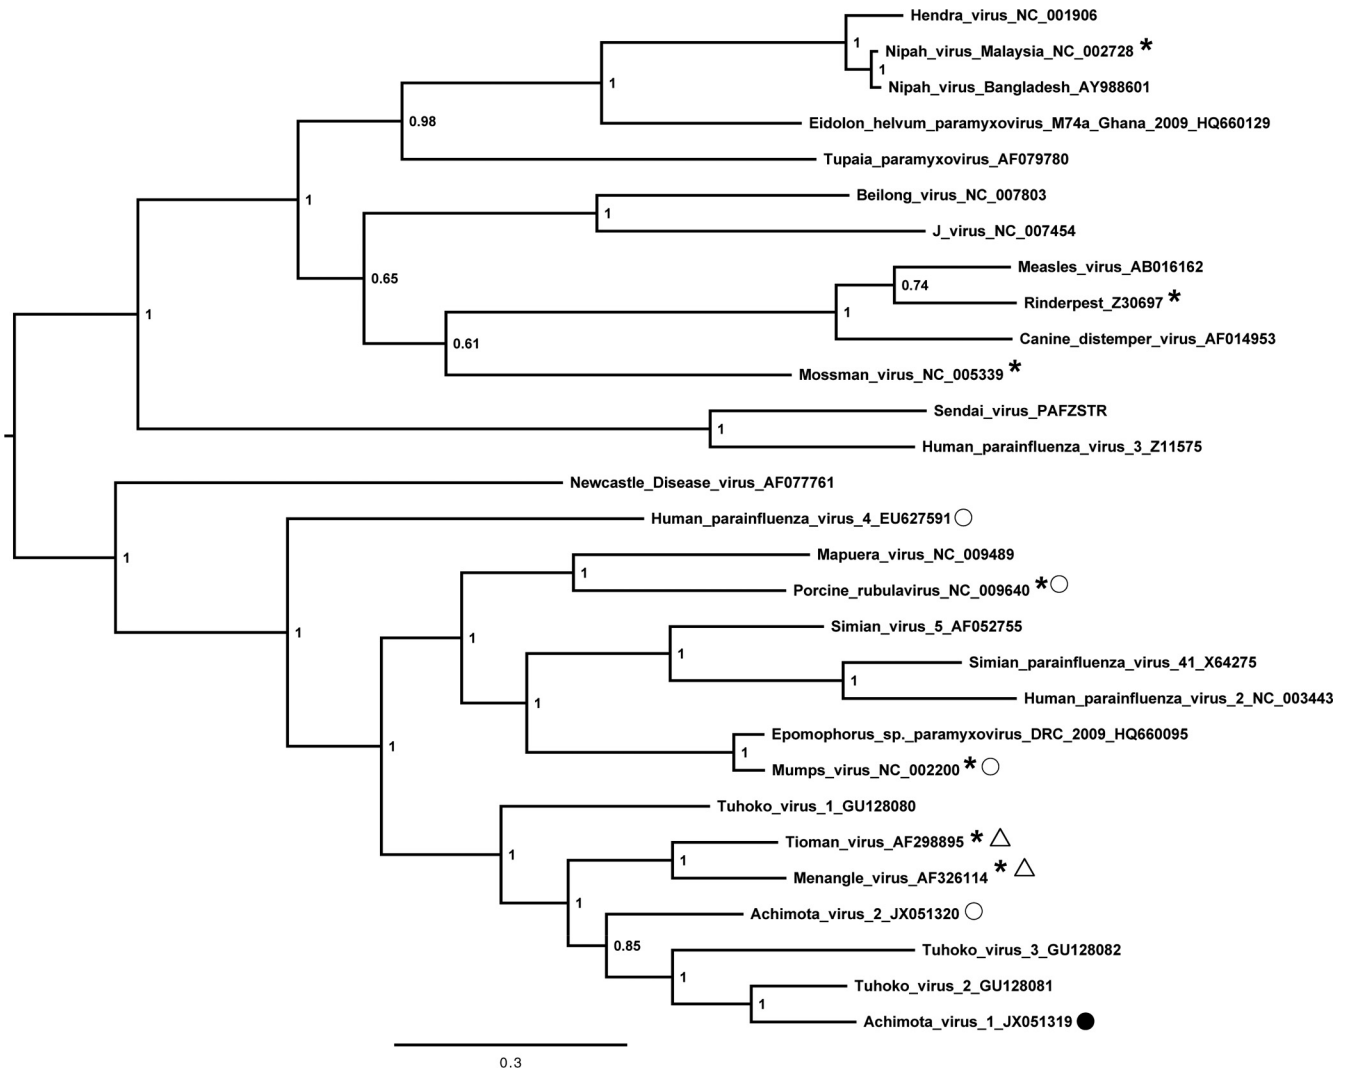 Hendra_virus_NC_001906
1
Nipah_virus_Malaysia_NC_002728 *
1
Nipah_virus_Bangladesh_AY988601
1
0.98
Eidolon_helvum_paramyxovirus_M74a_Ghana_2009_HQ660129
Tupaia_paramyxovirus_AF079780
1
Beilong_virus_NC_007803
1
J_virus_NC_007454
0.65
Measles_virus_AB016162
0.74
Rinderpest_Z30697 *
1
1
Canine_distemper_virus_AF014953
0.61
Mossman_virus_NC_005339 *
Sendai_virus_PAFZSTR
1
Human_parainfluenza_virus_3_Z11575
Newcastle_Disease_virus_AF077761
Human_parainfluenza_virus_4_EU627591
1
Mapuera_virus_NC_009489
1
Porcine_rubulavirus_NC_009640 *
1
1
Simian_virus_5_AF052755
1
Simian_parainfluenza_virus_41_X64275
1
Human_parainfluenza_virus_2_NC_003443
1
Epomophorus_sp._paramyxovirus_DRC_2009_HQ660095
1
1
Mumps_virus_NC_002200 *
Tuhoko_virus_1_GU128080
Tioman_virus_AF298895 *
1
1
Menangle_virus_AF326114 *
1
Achimota_virus_2_JX051320
0.85
Tuhoko_virus_3_GU128082
1
Tuhoko_virus_2_GU128081
1
Achimota_virus_1_JX051319
0.3